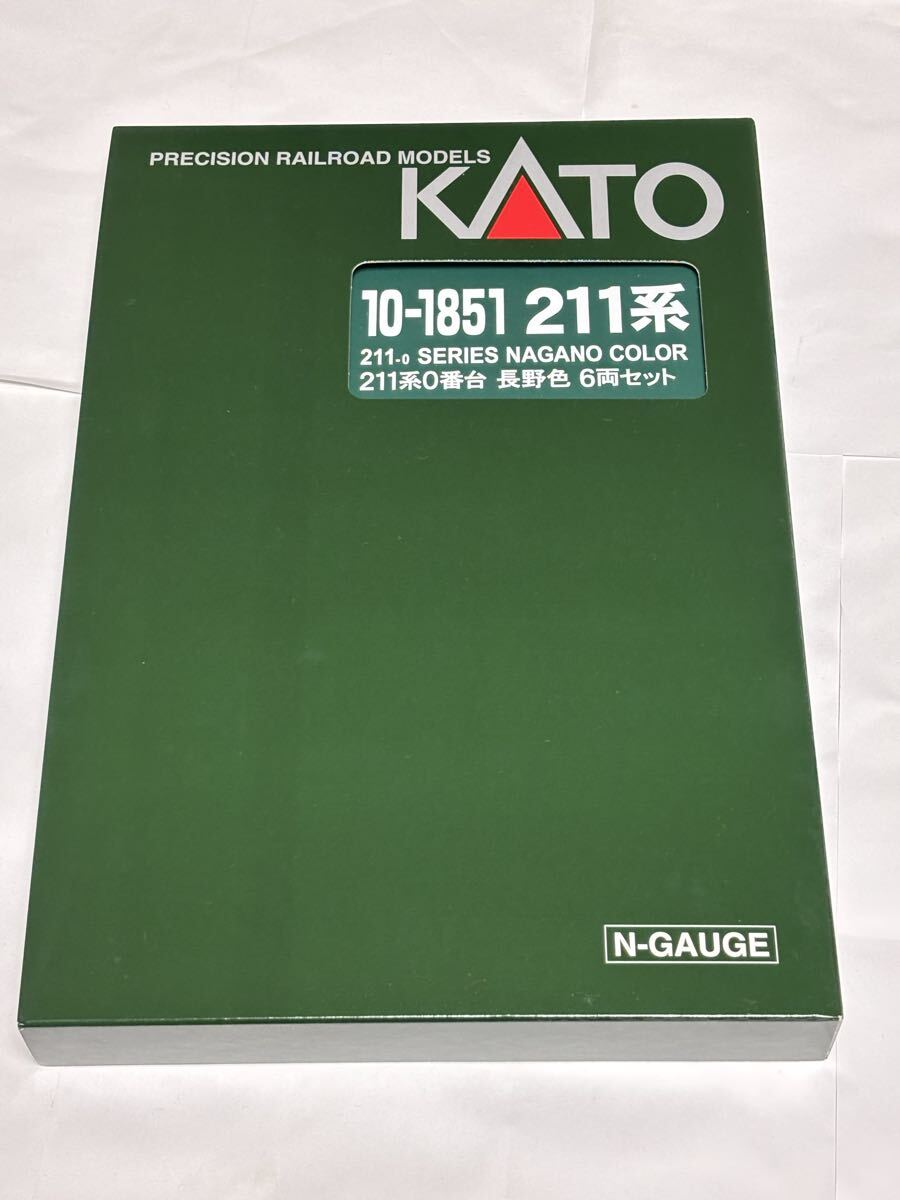 PRECISION RAILROAD MODELS
KATO
10-1851 211系
211-0 SERIES NAGANO COLOR
211系0番台 長野色 6両セット
N-GAUGE